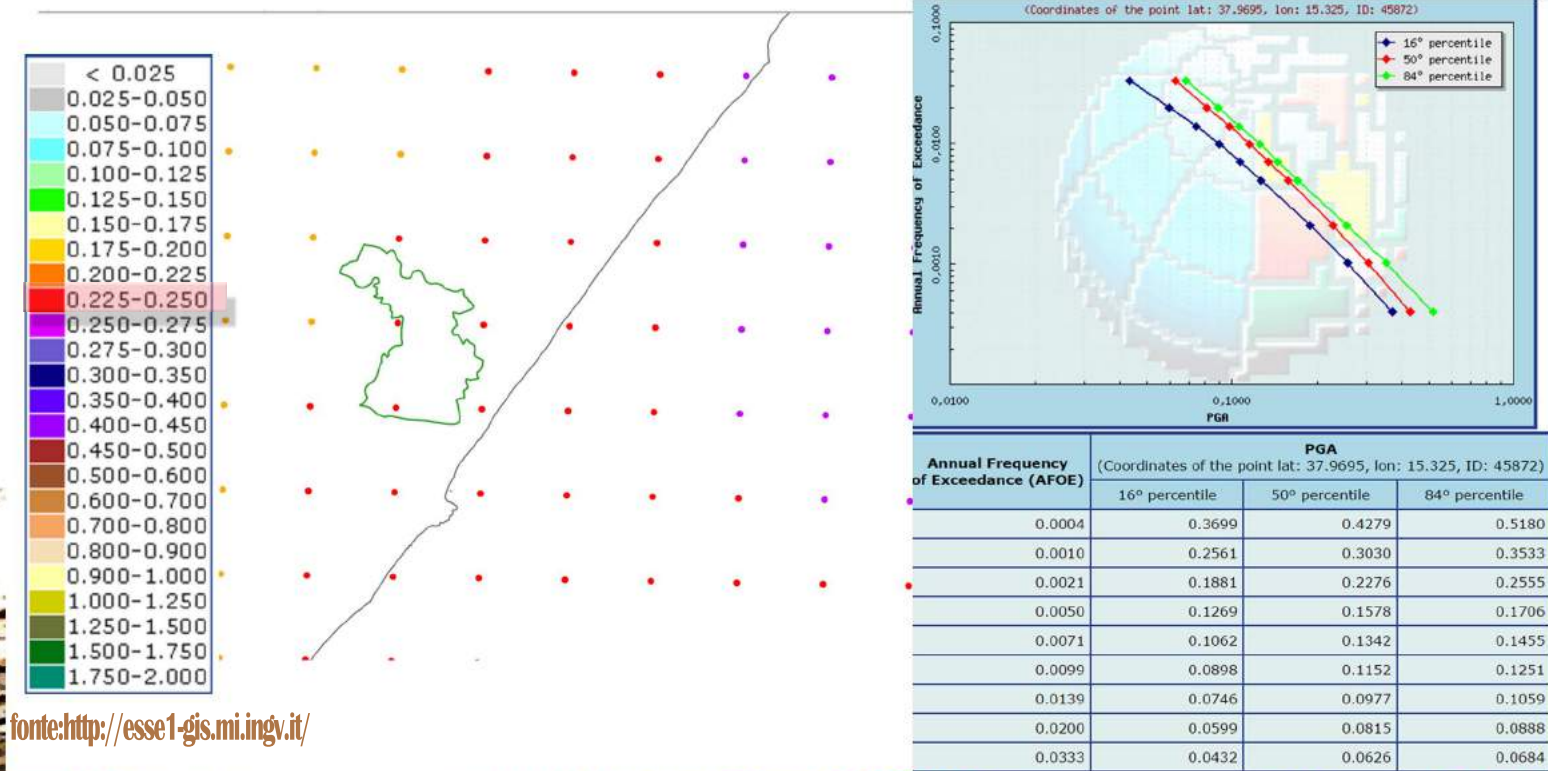 < 0.025
0.025-0.050
0.050-0.075
0.075-0.100
0.100-0.125
0.125-0.150
0.150-0.175
0.175-0.200
0.200-0.225
0.225-0.250
0.250-0.275
0.275-0.300
0.300-0.350
0.350-0.400
0.400-0.450
0.450-0.500
0.500-0.600
0.600-0.700
0.700-0.800
0.800-0.900
0.900-1.000
1.000-1.250
1.250-1.500
1.500-1.750
1.750-2.000
fonte:http://esse1-gis.mi.ingv.it/
(Coordinates of the point lat: 37.9695, lon: 15.325, ID: 45872)
16° percentile
50° percentile
84° percentile
Annual Frequency of Exceedance
0,1000
0,0100
0,0010
0,0100 0,1000 1,0000
PGA
Annual Frequency of Exceedance (AFOE) PGA
(Coordinates of the point lat: 37.9695, lon: 15.325, ID: 45872)
16º percentile 50º percentile 84º percentile
0.0004 0.3699 0.4279 0.5180
0.0010 0.2561 0.3030 0.3533
0.0021 0.1881 0.2276 0.2555
0.0050 0.1269 0.1578 0.1706
0.0071 0.1062 0.1342 0.1455
0.0099 0.0898 0.1152 0.1251
0.0139 0.0746 0.0977 0.1059
0.0200 0.0599 0.0815 0.0888
0.0333 0.0432 0.0626 0.0684